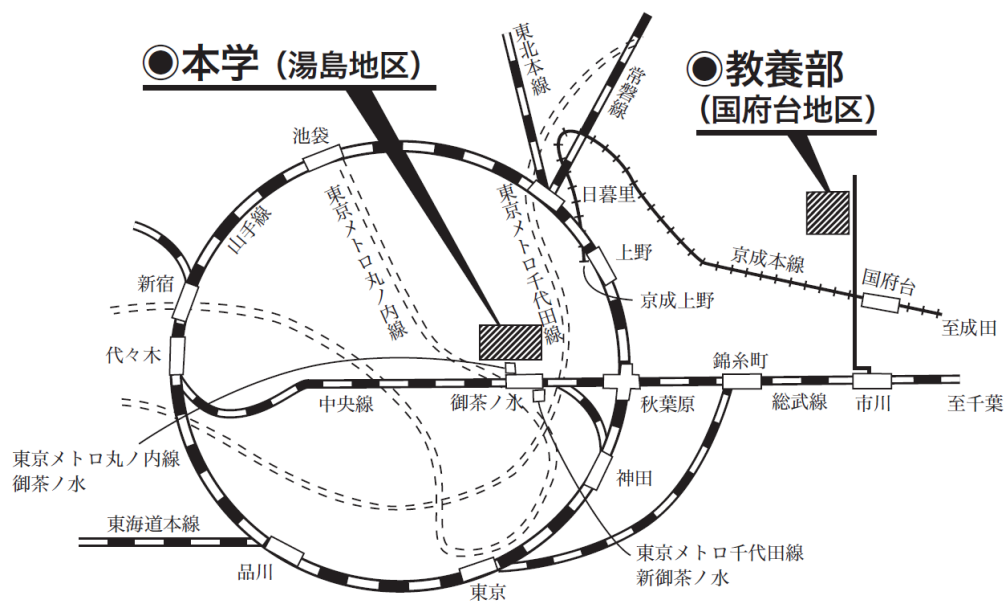 ◉本学（湯島地区）
◉教養部
（国府台地区）
東北本線
常磐線
池袋
山手線
東京メトロ丸ノ内線
東京メトロ千代田線
日暮里
上野
京成上野
京成本線
国府台
至成田
新宿
代々木
中央線
御茶ノ水
秋葉原
錦糸町
総武線
市川
至千葉
東京メトロ丸ノ内線
御茶ノ水
神田
東海道本線
品川
東京
東京メトロ千代田線
新御茶ノ水